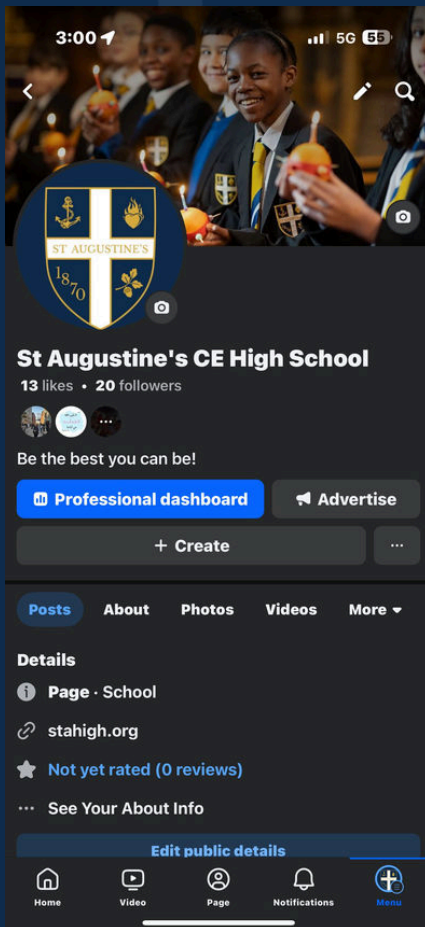 3:00 5G 55
ST AUGUSTINE'S
1870
St Augustine's CE High School
13 likes • 20 followers
Be the best you can be!
Professional dashboard
Advertise
+ Create
Posts About Photos Videos More
Details
Page · School
stahigh.org
Not yet rated (0 reviews)
See Your About Info
Edit public details
Home Video Page Notifications Menu